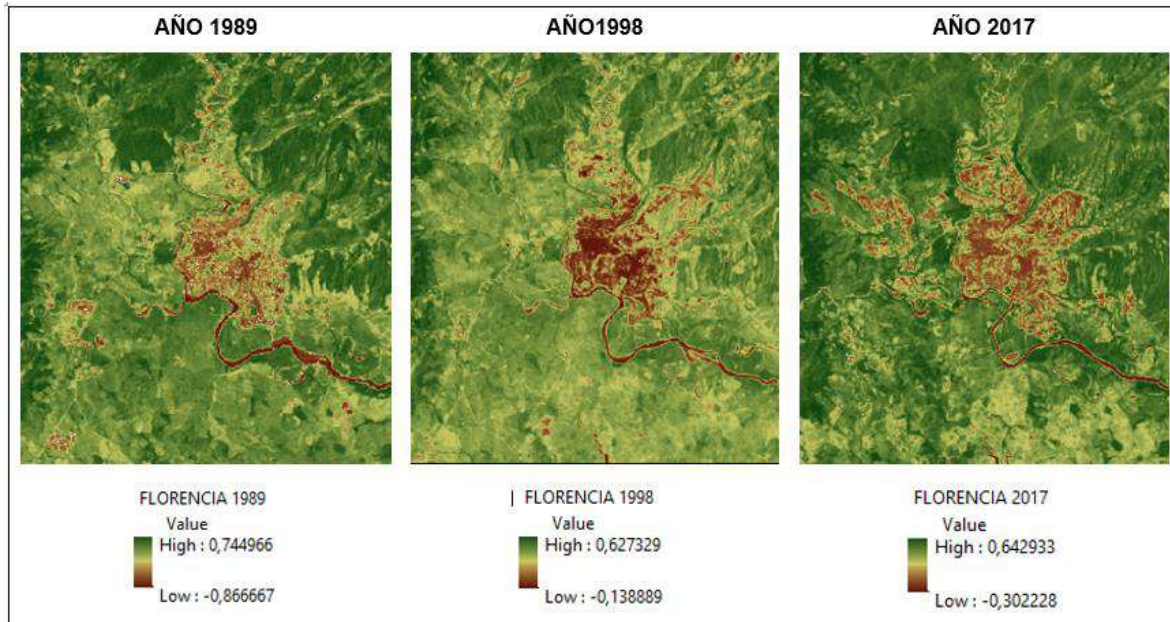 AÑO 1989
AÑO1998
AÑO 2017
FLORENCIA 1989
Value
High : 0,744966
Low : -0,866667
| FLORENCIA 1998
Value
High : 0,627329
Low : -0,138889
FLORENCIA 2017
Value
High : 0,642933
Low : -0,302228